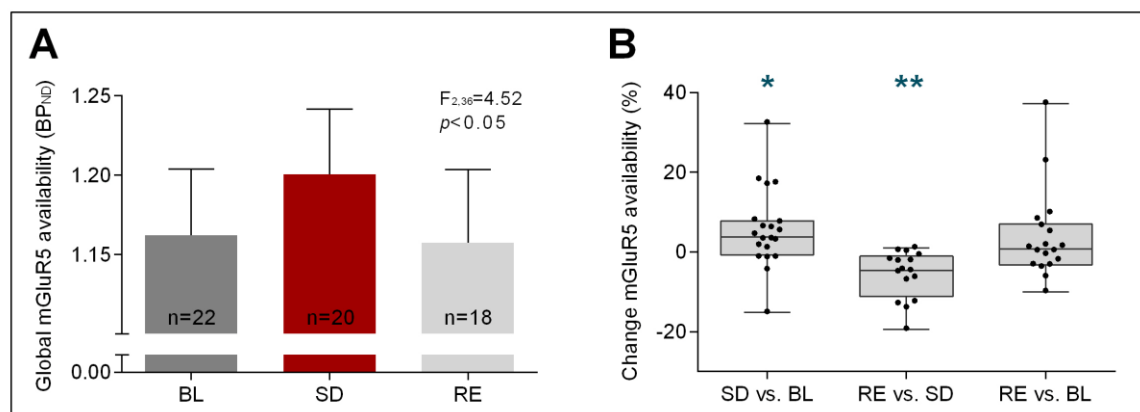 A
Global mGluR5 availability (BPND)
1.25
1.20
1.15
0.00
F2,36=4.52
p<0.05
n=22
n=20
n=18
BL
SD
RE
B
Change mGluR5 availability (%)
40
20
0
-20
*
**
SD vs. BL
RE vs. SD
RE vs. BL